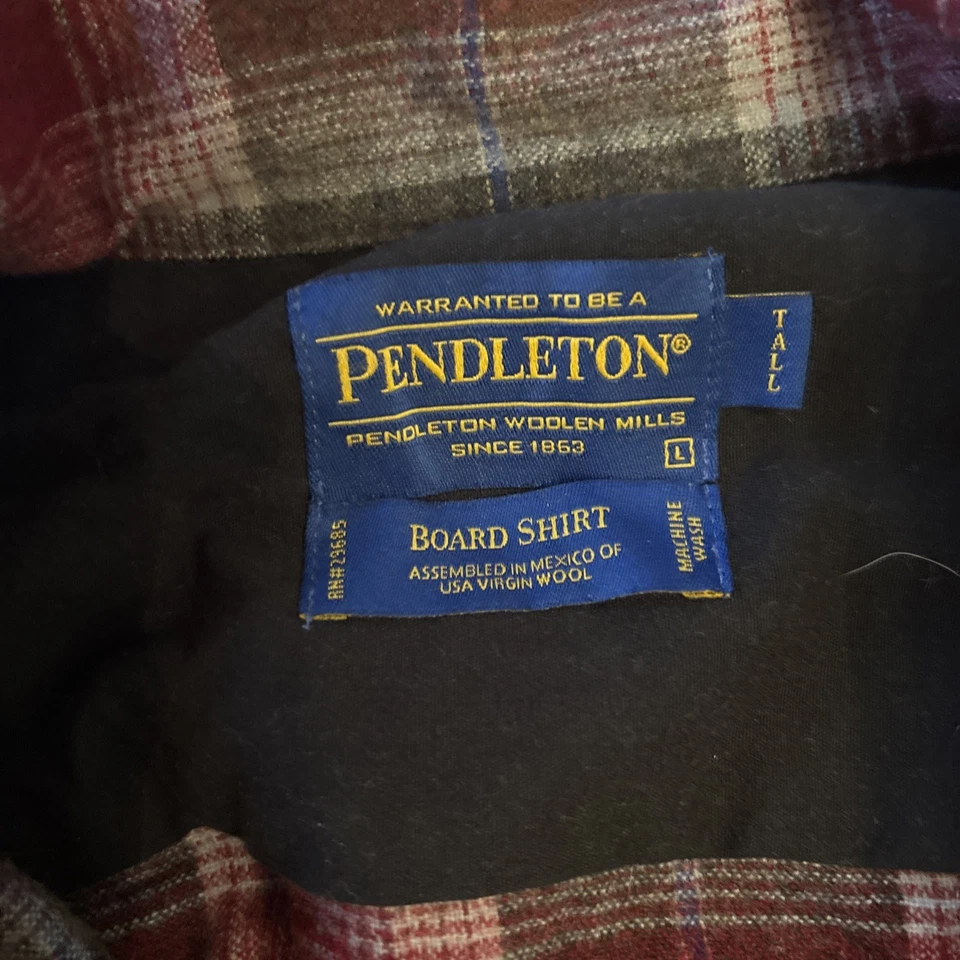 WARRANTED TO BE A
PENDLETON®
PENDLETON WOOLEN MILLS
SINCE 1863
L
TALL
RN#29685
BOARD SHIRT
ASSEMBLED IN MEXICO OF
USA VIRGIN WOOL
MACHINE
WASH